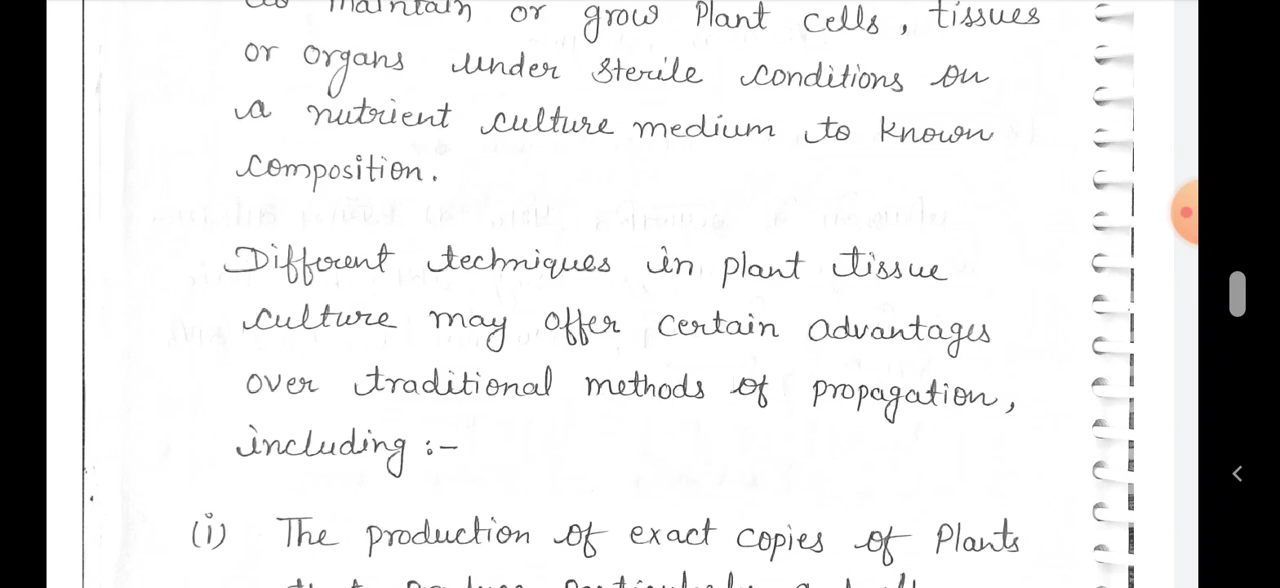 maintain or grow Plant cells, tissues
or organs under sterile conditions on
a nutrient culture medium to known
composition.
Different techniques in plant tissue
culture may offer certain advantages
over traditional methods of propagation,
including :-
(i) The production of exact copies of Plants